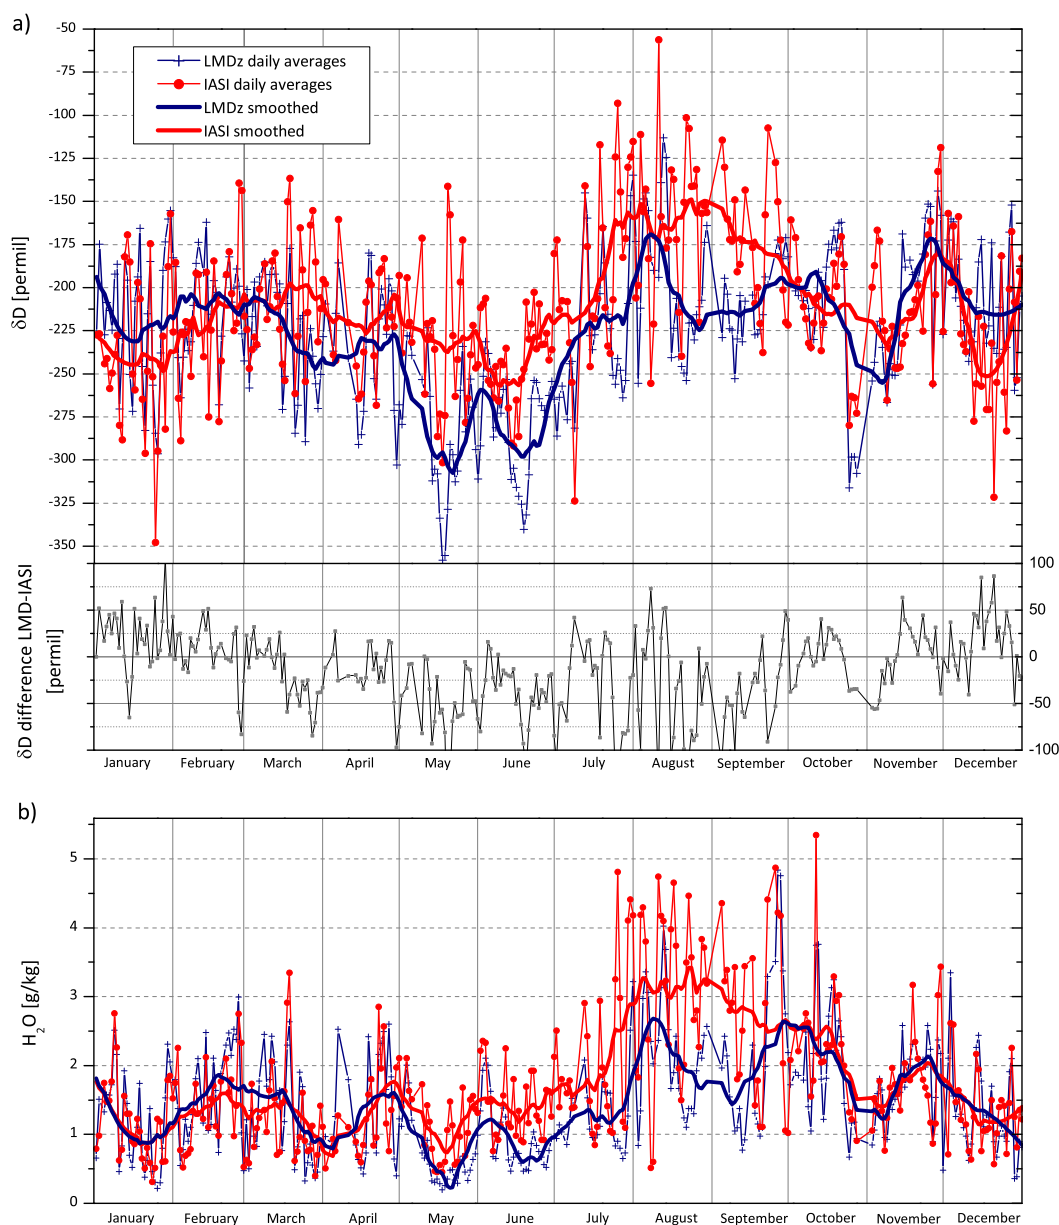 a)
-50
-75
-100
-125
-150
-175
-200
-225
-250
-275
-300
-325
-350
δD [permil]
LMDz daily averages
IASI daily averages
LMDz smoothed
IASI smoothed
δD difference LMD-IASI
[permil]
100
50
0
-50
-100
January February March April May June July August September October November December
b)
5
4
3
2
1
0
H2O [g/kg]
January February March April May June July August September October November December